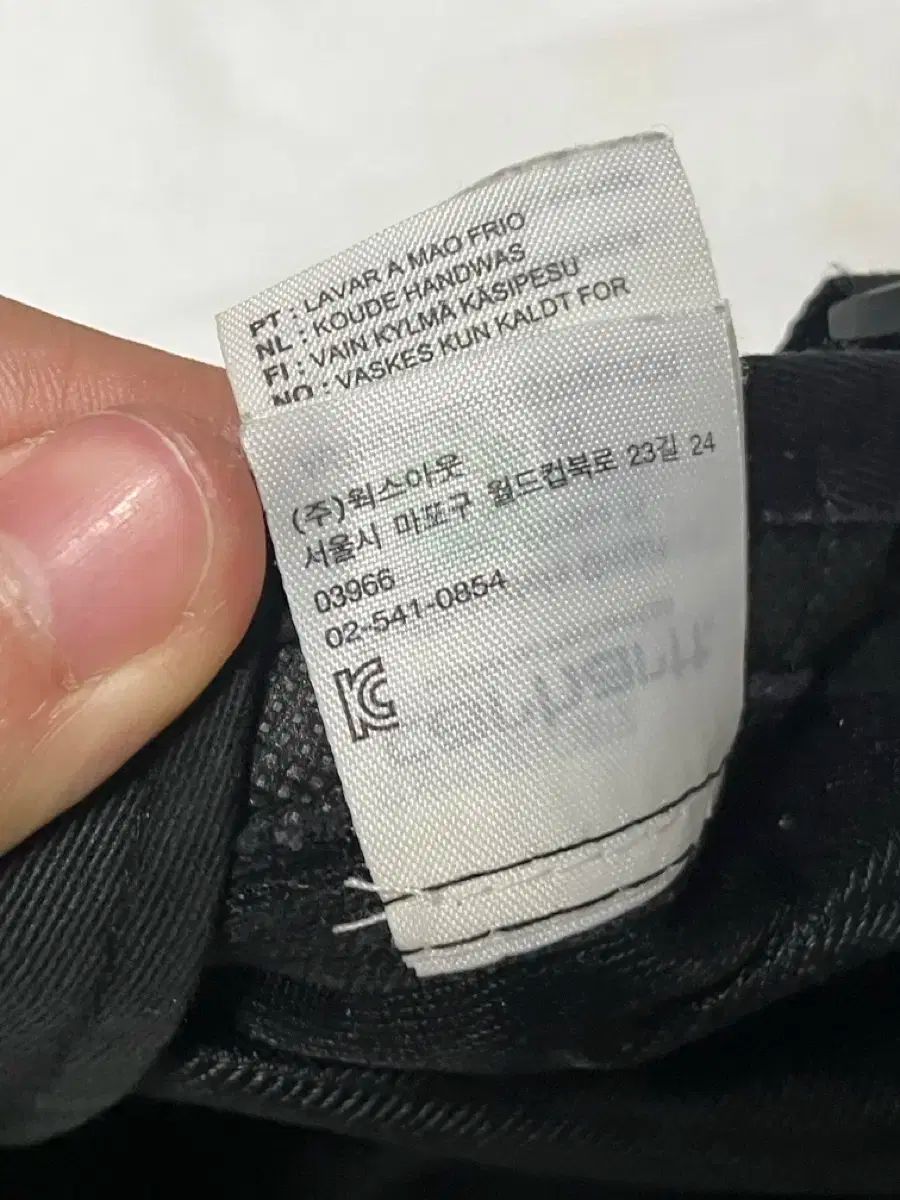 PT : LAVAR À MAO FRIO
NL : KOUDE HANDWAS
FI : VAIN KYLMÄ KÄSIPESU
NO : VASKES KUN KALDT FOR
(주)웍스아웃
서울시 마포구 월드컵북로 23길 24
03966
02-541-0854